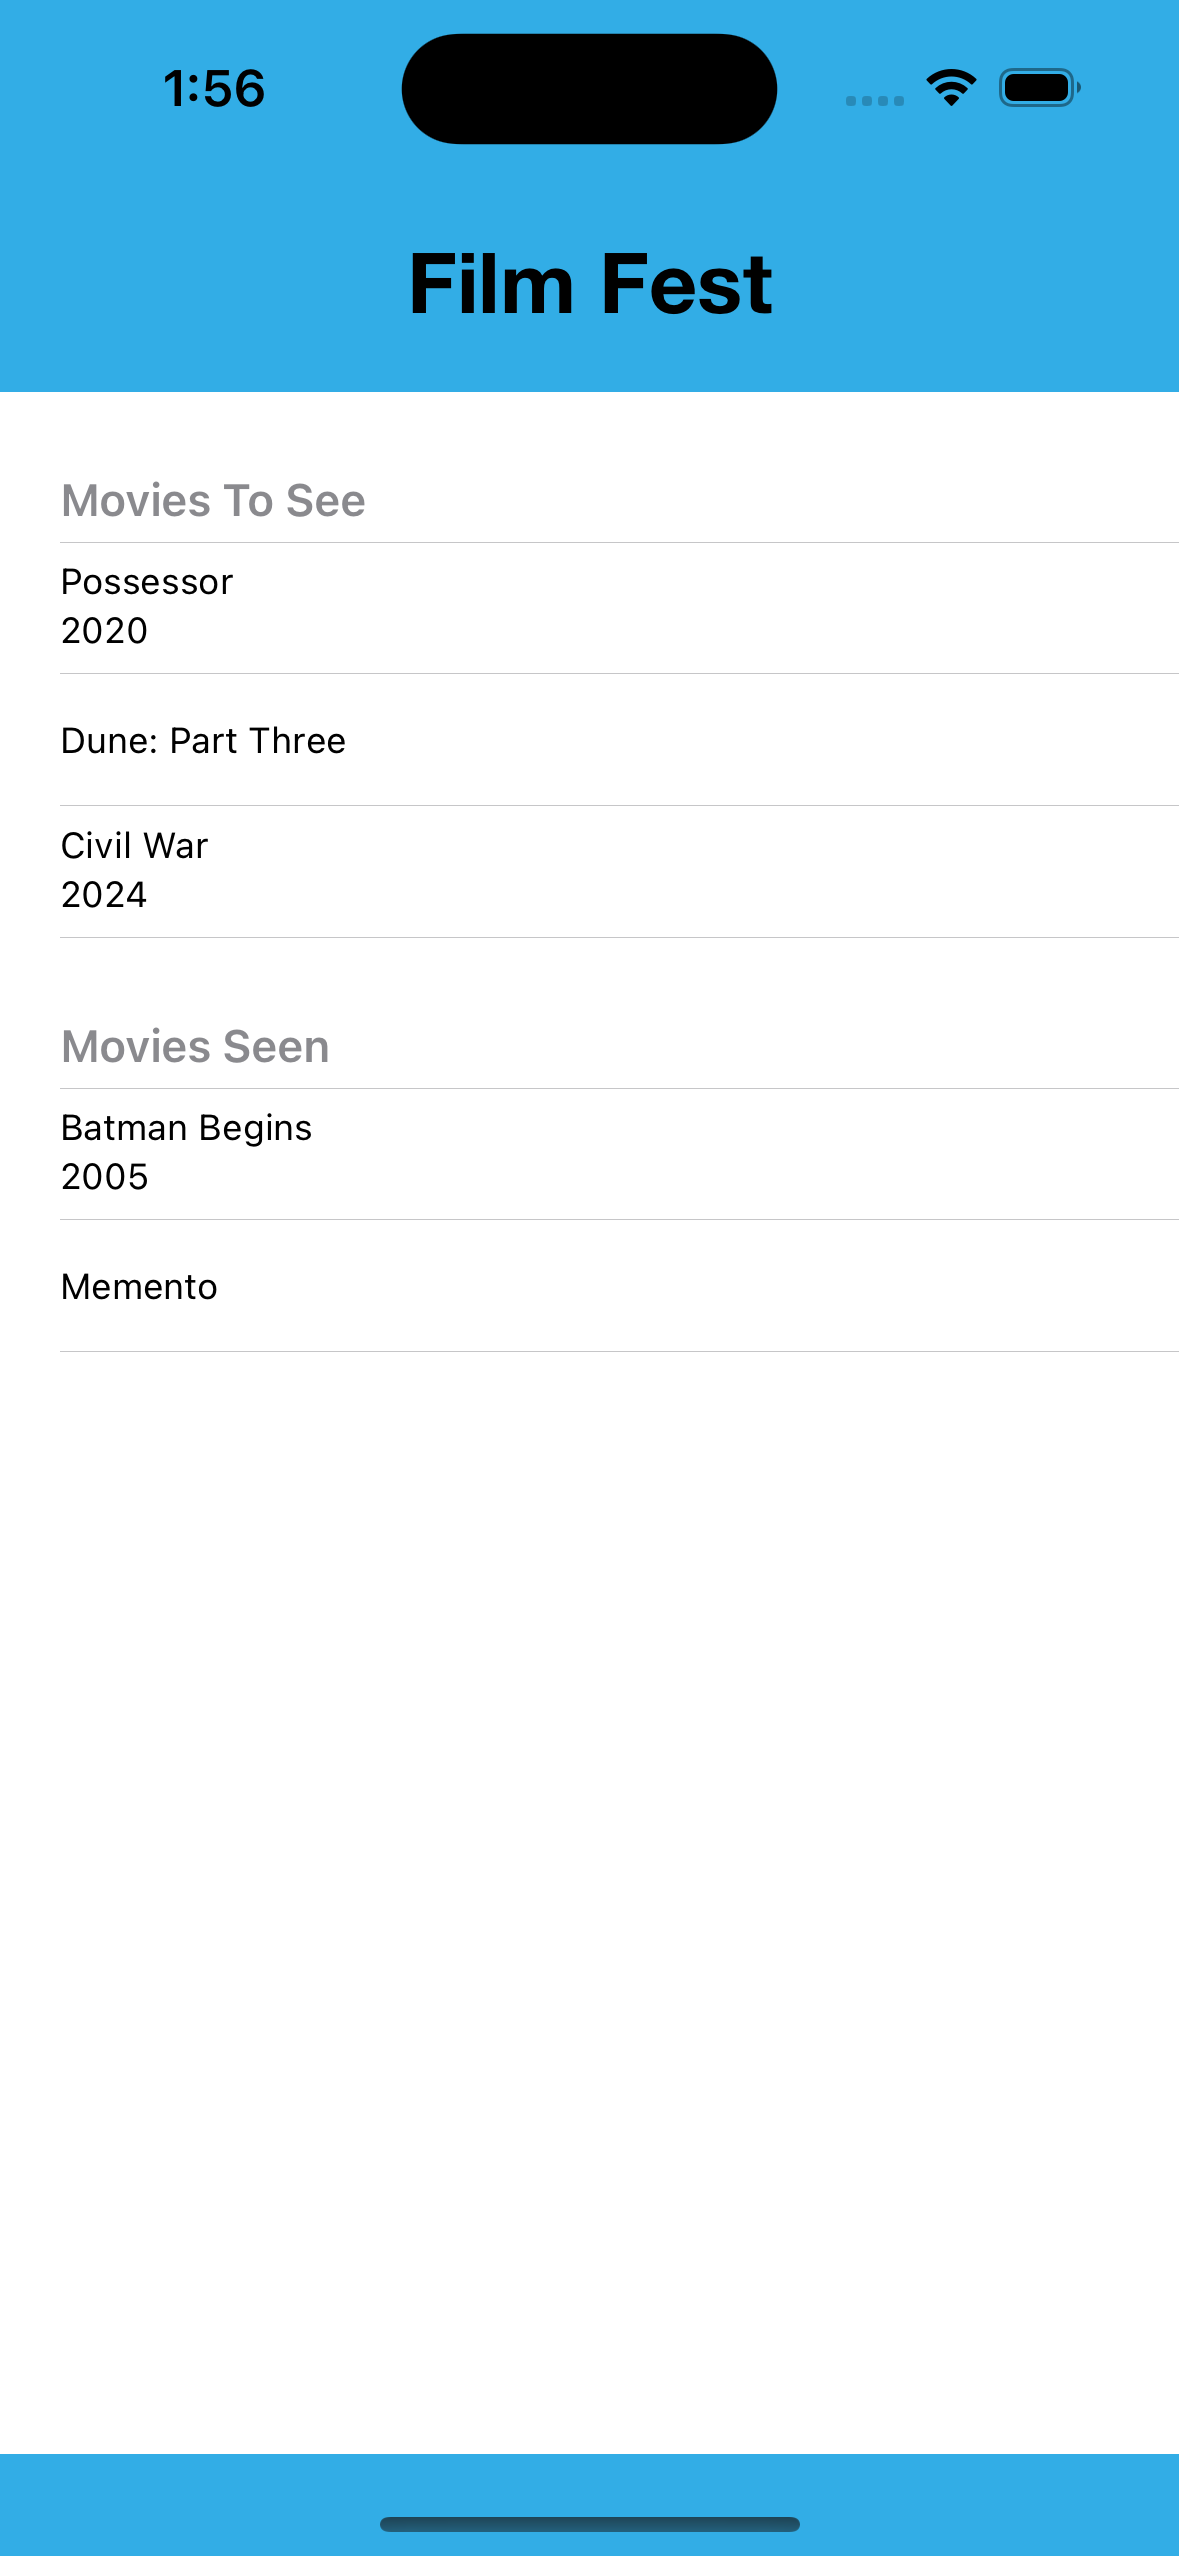 1:56
Film Fest
Movies To See
Possessor
2020
Dune: Part Three
Civil War
2024
Movies Seen
Batman Begins
2005
Memento